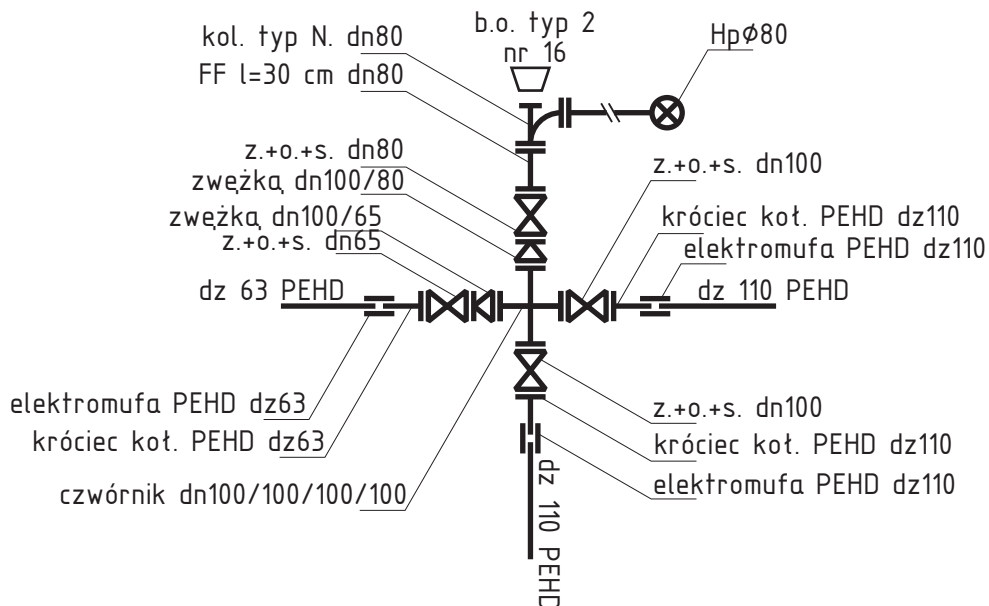 kol. typ N. dn80
b.o. typ 2
nr 16
Hpϕ80
FF l=30 cm dn80
z.+o.+s. dn80
z.+o.+s. dn100
zwężka dn100/80
zwężka dn100/65
króciec koł. PEHD dz110
z.+o.+s. dn65
elektromufa PEHD dz110
dz 63 PEHD
dz 110 PEHD
elektromufa PEHD dz63
z.+o.+s. dn100
króciec koł. PEHD dz63
króciec koł. PEHD dz110
czwórnik dn100/100/100/100
elektromufa PEHD dz110
dz 110 PEHD